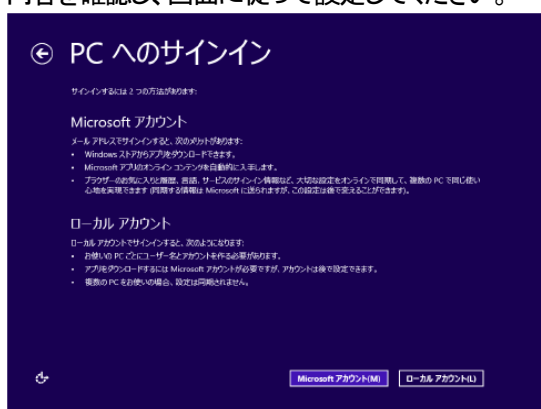 内容を確認し、画面に従って設定してください。
PC へのサインイン
サインインするには 2 つの方法があります:
Microsoft アカウント
メール アドレスでサインインすると、次のメリットがあります:
• Windows ストアからアプリをダウンロードできます。
• Microsoft アプリのオンライン コンテンツを自動的に入手します。
• ブラウザーのお気に入りと履歴、言語、サービスのサインイン情報など、大切な設定をオンラインで同期して、複数の PC で同じ使い
心地を実現できます (同期する情報は Microsoft に送られますが、この設定は後で変えることができます)。
ローカル アカウント
ローカル アカウントでサインインすると、次のようになります:
• お使いの PC ごとにユーザー名とアカウントを作る必要があります。
• アプリをダウンロードするには Microsoft アカウントが必要ですが、アカウントは後で設定できます。
• 複数の PC をお使いの場合、設定は同期されません。
Microsoft アカウント(M) ローカル アカウント(L)